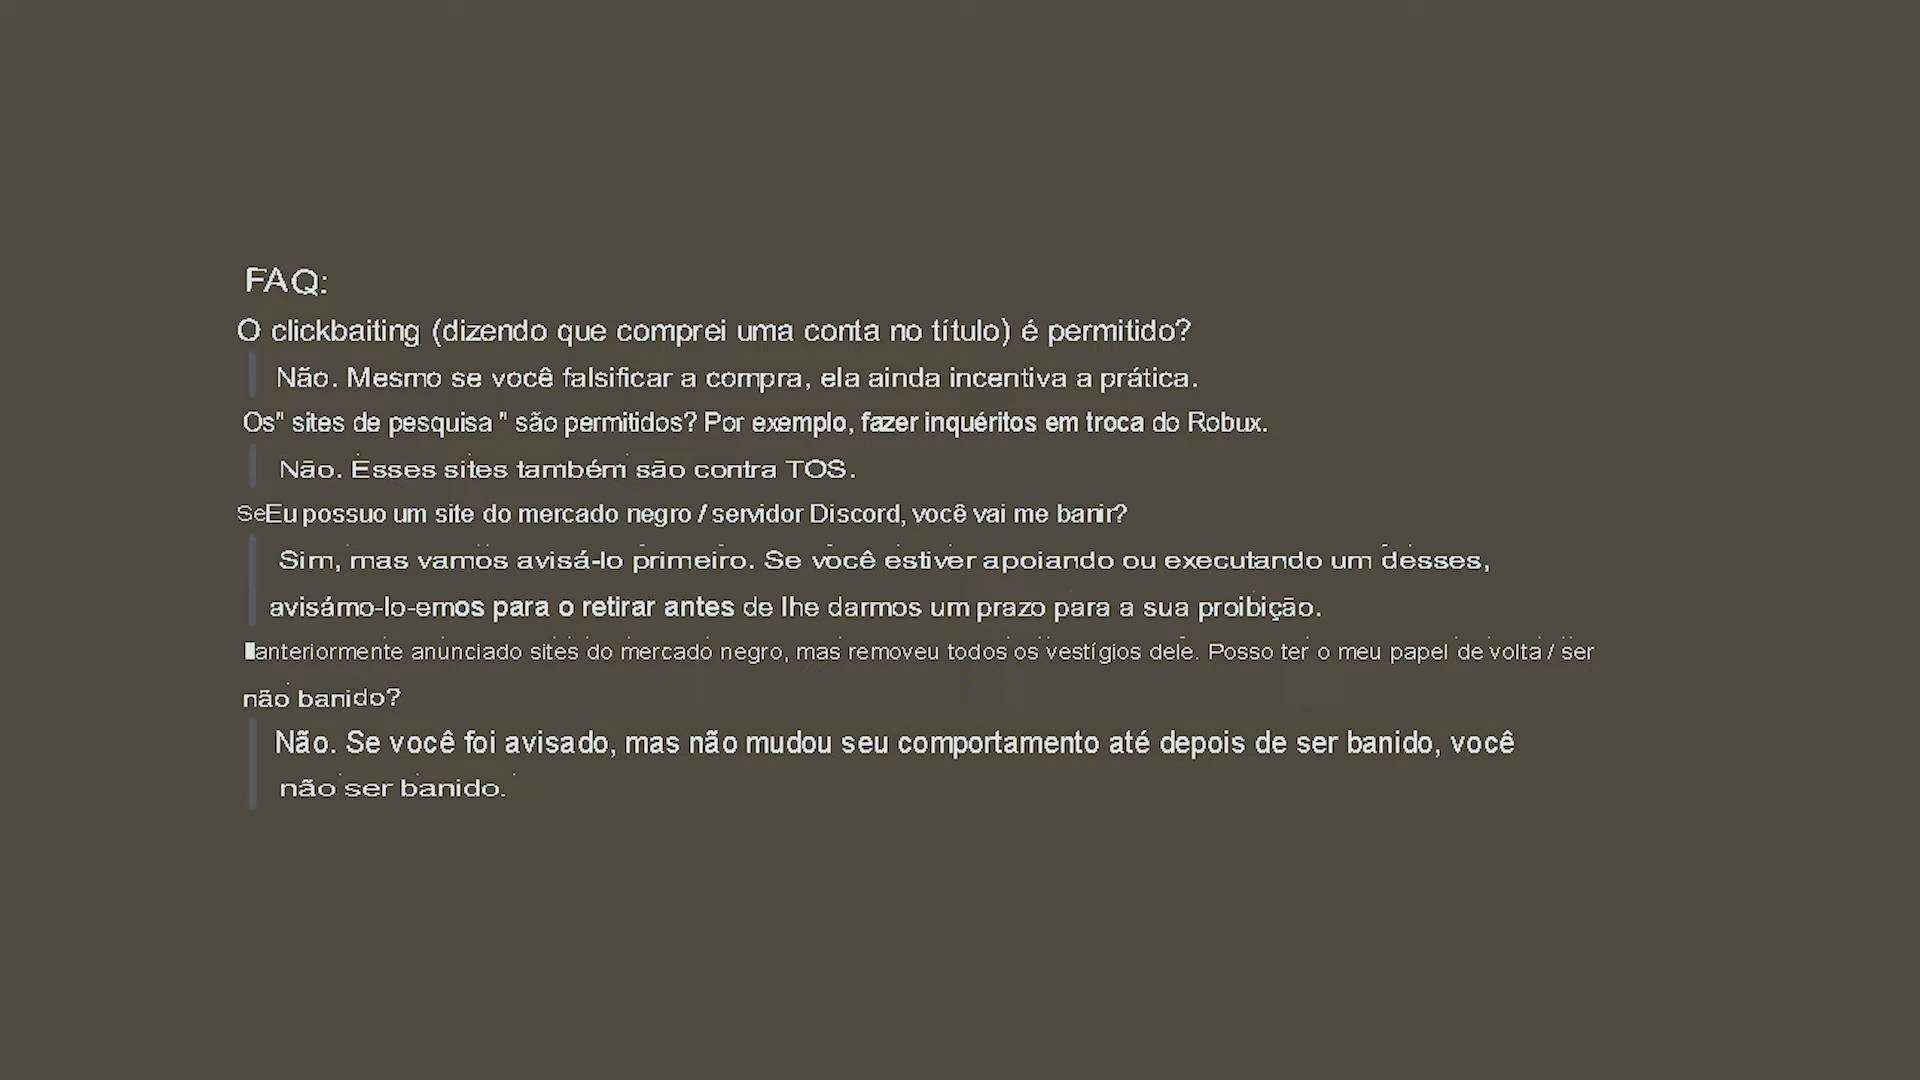 FAQ:
O clickbaiting (dizendo que comprei uma conta no título) é permitido?
Não. Mesmo se você falsificar a compra, ela ainda incentiva a prática.
Os" sites de pesquisa " são permitidos? Por exemplo, fazer inquéritos em troca do Robux.
Não. Esses sites também são contra TOS.
SeEu possuo um site do mercado negro / servidor Discord, você vai me banir?
Sim, mas vamos avisá-lo primeiro. Se você estiver apoiando ou executando um desses,
avisámo-lo-emos para o retirar antes de lhe darmos um prazo para a sua proibição.
anteriormente anunciado sites do mercado negro, mas removeu todos os vestígios dele. Posso ter o meu papel de volta / ser
não banido?
Não. Se você foi avisado, mas não mudou seu comportamento até depois de ser banido, você
não ser banido.